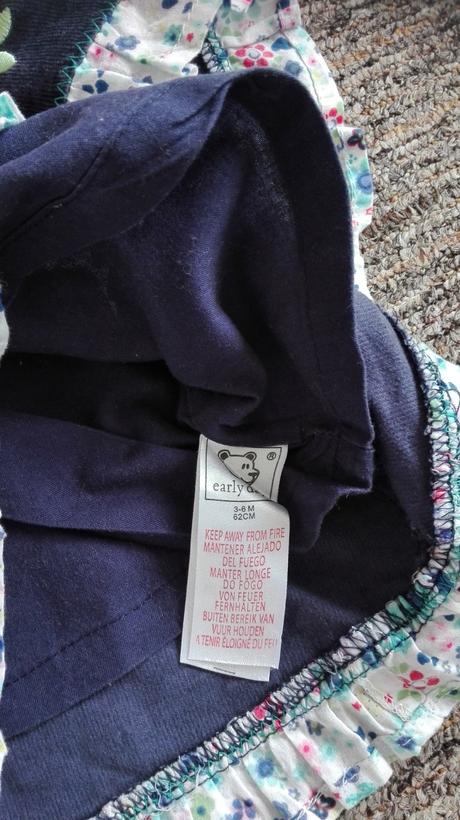 ®
early d
3-6 M
62CM
KEEP AWAY FROM FIRE
MANTENER ALEJADO
DEL FUEGO
MANTER LONGE
DO FOGO
VON FEUER
FERNHALTEN
BUITEN BEREIK VAN
VUUR HOUDEN
A TENIR ÉLOIGNÉ DU FEU